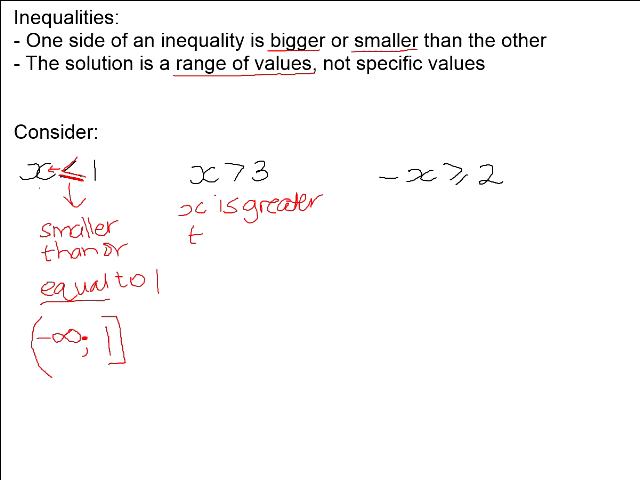 Inequalities:
- One side of an inequality is bigger or smaller than the other
- The solution is a range of values, not specific values
Consider:
x ≤ 1
smaller
than or
equal to 1
(-∞; 1]
x > 3
x is greater
t
-x ≥ 2